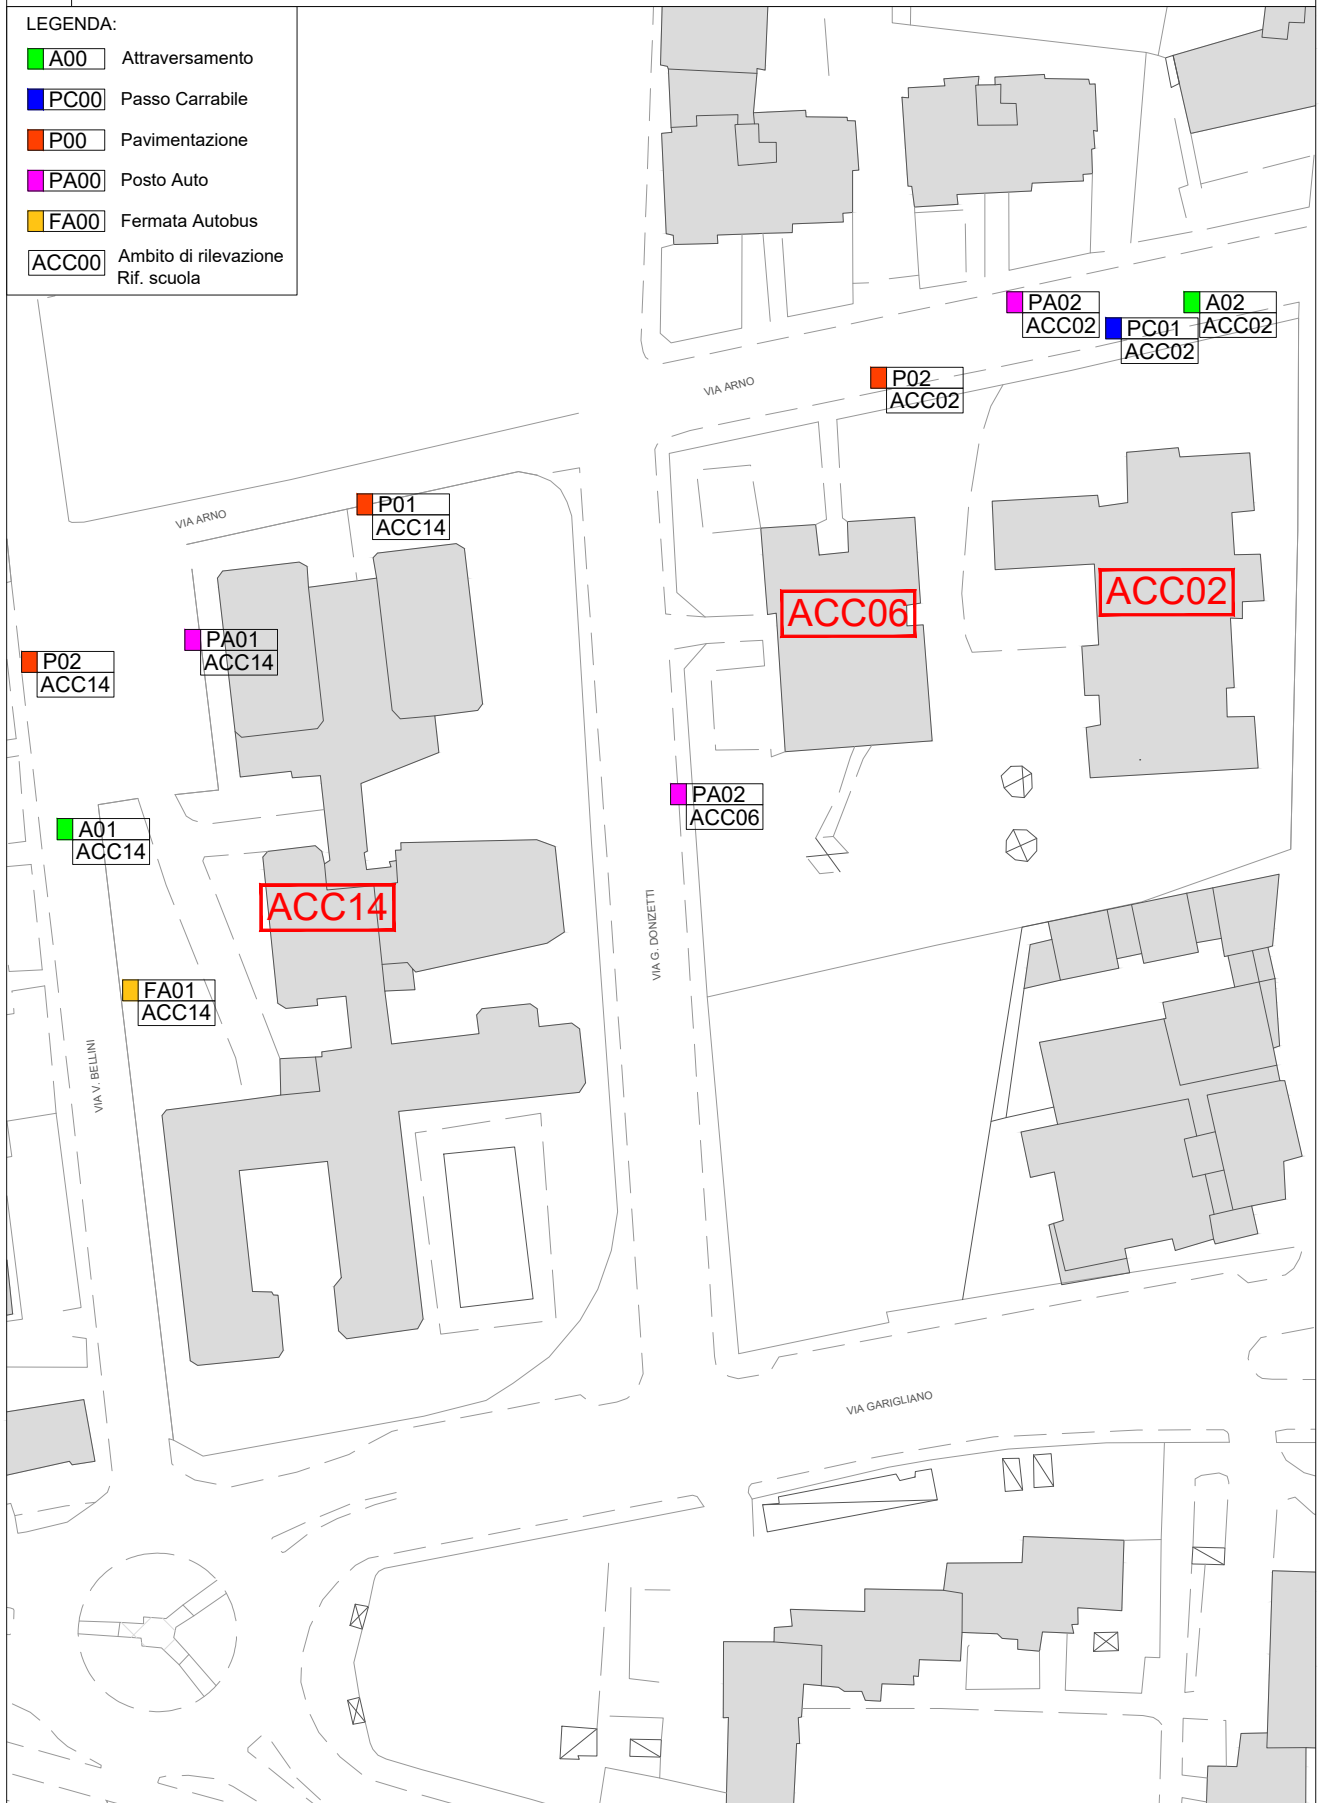 LEGENDA:
A00 Attraversamento
PC00 Passo Carrabile
P00 Pavimentazione
PA00 Posto Auto
FA00 Fermata Autobus
ACC00 Ambito di rilevazione
Rif. scuola
PA02
ACC02
A02
ACC02
PC01
ACC02
P02
ACC02
VIA ARNO
P01
ACC14
VIA ARNO
ACC02
ACC06
PA01
ACC14
P02
ACC14
PA02
ACC06
A01
ACC14
ACC14
VIA G. DONIZETTI
FA01
ACC14
VIA V. BELLINI
VIA GARIGLIANO